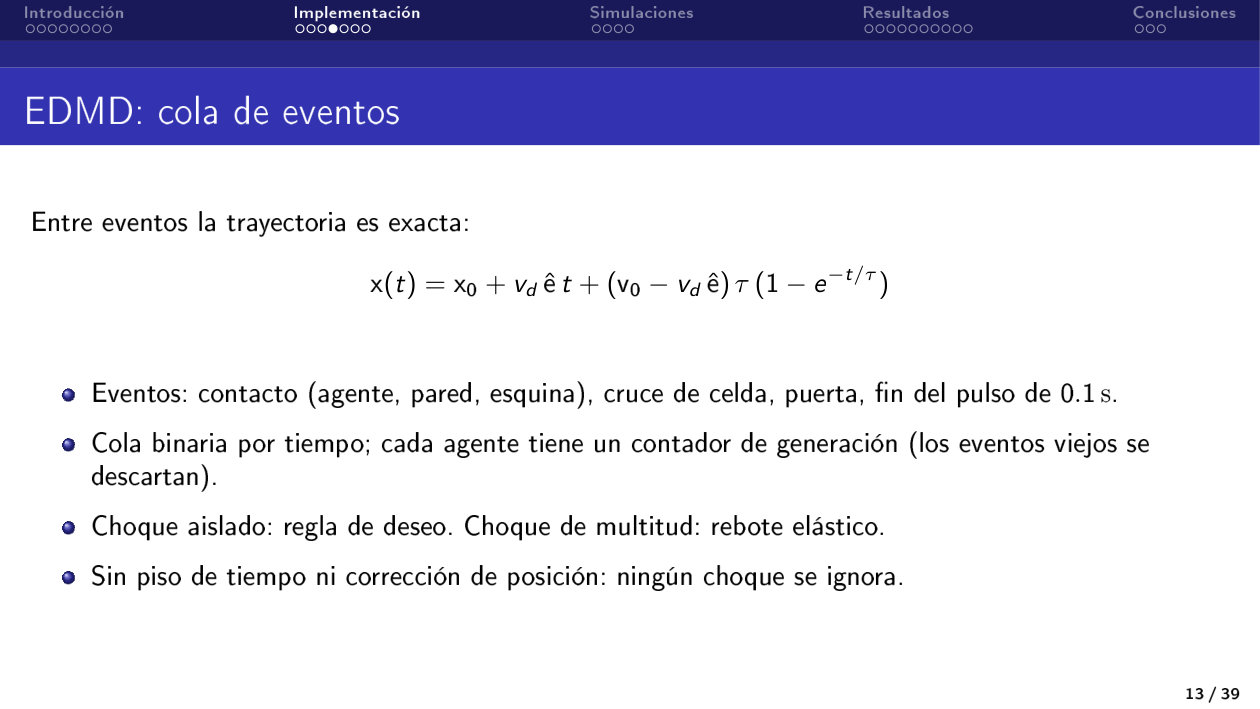 Introducción Implementación Simulaciones Resultados Conclusiones
EDMD: cola de eventos
Entre eventos la trayectoria es exacta:
x(t) = x₀ + v_d ê t + (v₀ − v_d ê) τ (1 − e^{−t/τ})
Eventos: contacto (agente, pared, esquina), cruce de celda, puerta, fin del pulso de 0.1 s.
Cola binaria por tiempo; cada agente tiene un contador de generación (los eventos viejos se
descartan).
Choque aislado: regla de deseo. Choque de multitud: rebote elástico.
Sin piso de tiempo ni corrección de posición: ningún choque se ignora.
13 / 39